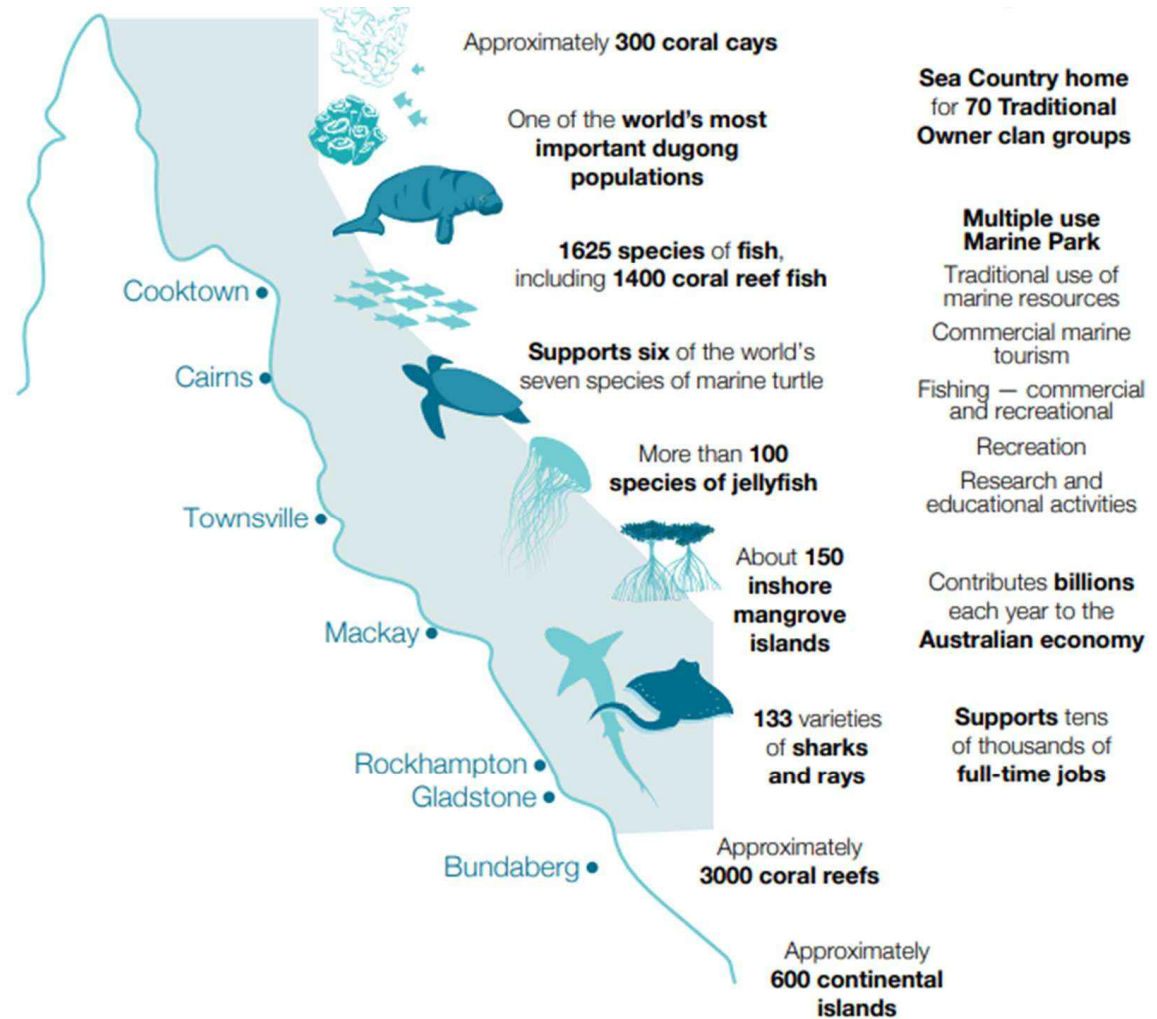 Approximately 300 coral cays
One of the world's most
important dugong
populations
1625 species of fish,
including 1400 coral reef fish
Supports six of the world's
seven species of marine turtle
More than 100
species of jellyfish
About 150
inshore
mangrove
islands
133 varieties
of sharks
and rays
Approximately
3000 coral reefs
Approximately
600 continental
islands
Sea Country home
for 70 Traditional
Owner clan groups
Multiple use
Marine Park
Traditional use of
marine resources
Commercial marine
tourism
Fishing — commercial
and recreational
Recreation
Research and
educational activities
Contributes billions
each year to the
Australian economy
Supports tens
of thousands of
full-time jobs
Cooktown
Cairns
Townsville
Mackay
Rockhampton
Gladstone
Bundaberg